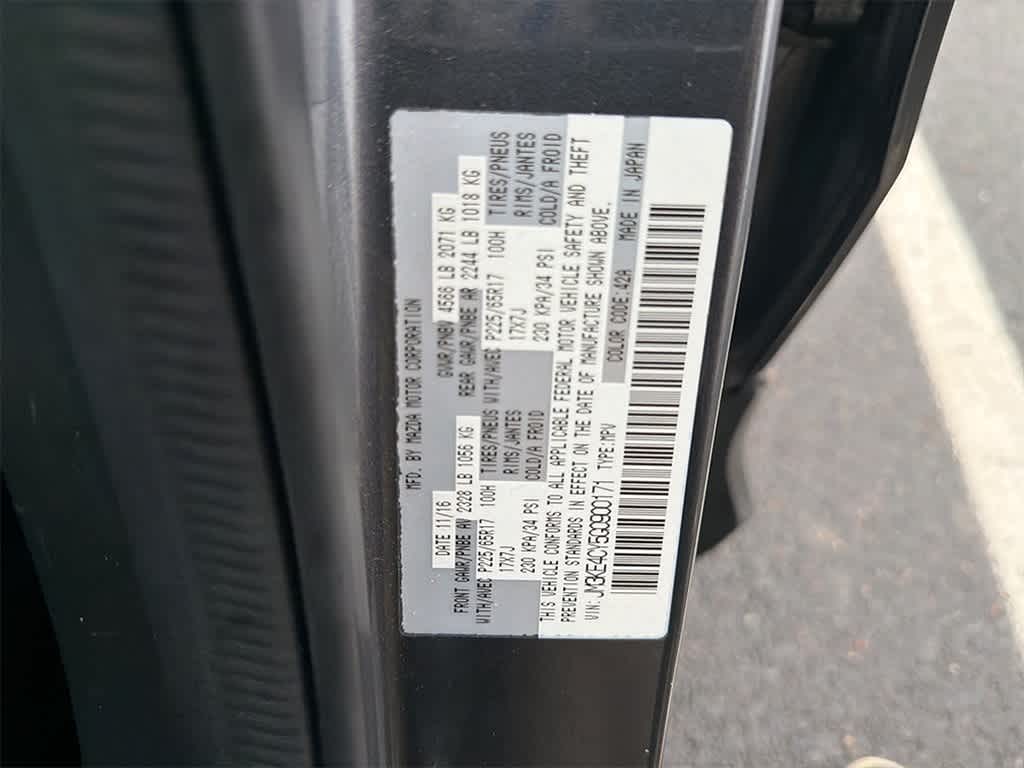 MFD. BY MAZDA MOTOR CORPORATION
DATE 11/16 GVWR/PNBV 4566 LB 2071 KG
FRONT GAWR/PNBE AV 2328 LB 1056 KG REAR GAWR/PNBE AR 2244 LB 1018 KG
WITH/AVEC P225/65R17 100H TIRES/PNEUS WITH/AVEC P225/65R17 100H TIRES/PNEUS
17X7J RIMS/JANTES 17X7J RIMS/JANTES
230 KPA/34 PSI COLD/A FROID 230 KPA/34 PSI COLD/A FROID
THIS VEHICLE CONFORMS TO ALL APPLICABLE FEDERAL MOTOR VEHICLE SAFETY AND THEFT
PREVENTION STANDARDS IN EFFECT ON THE DATE OF MANUFACTURE SHOWN ABOVE.
VIN: JM3KE4CY5G0900171 TYPE:MPV COLOR CODE:42A MADE IN JAPAN